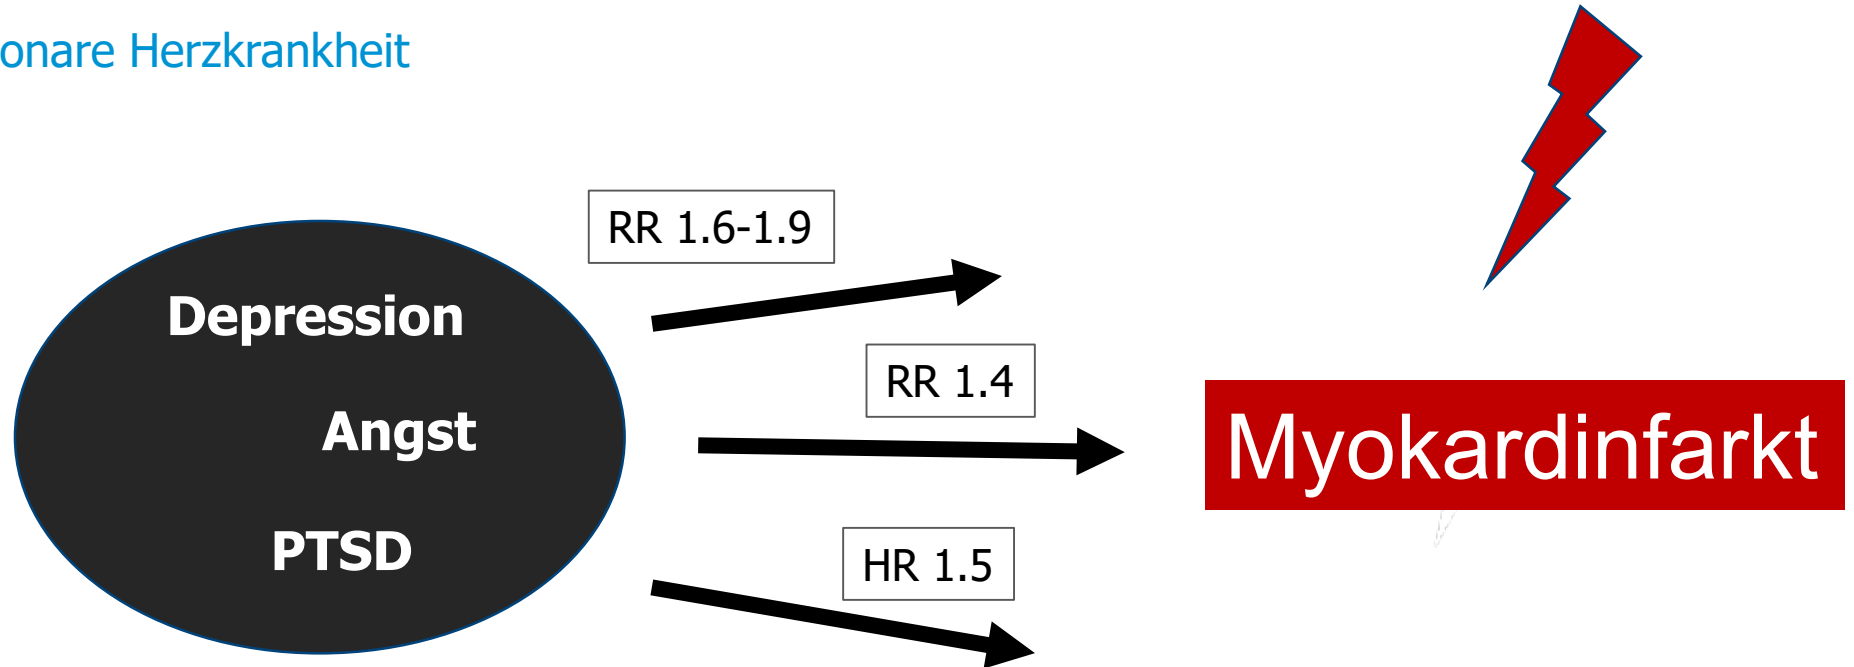 onare Herzkrankheit
RR 1.6-1.9
Depression
RR 1.4
Angst
Myokardinfarkt
PTSD
HR 1.5